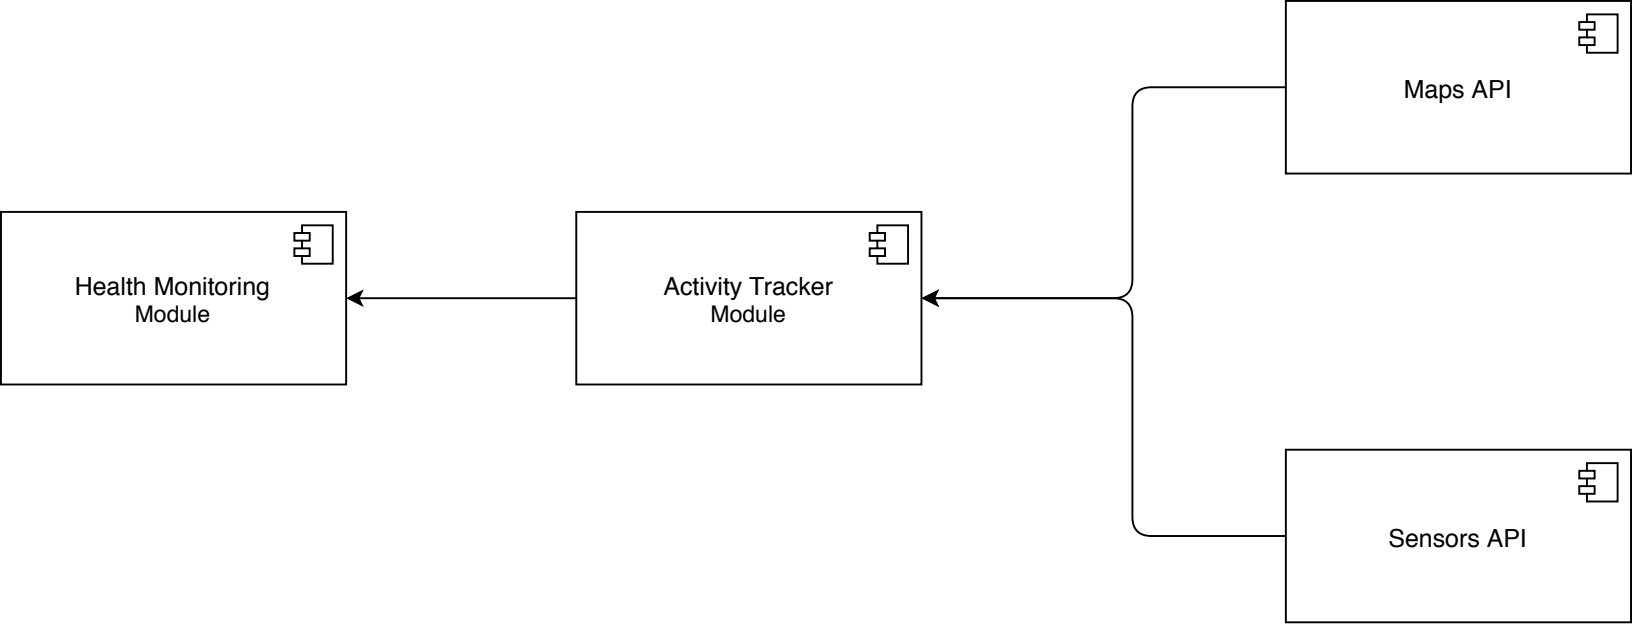 Maps API
Health Monitoring
Module
Activity Tracker
Module
Sensors API